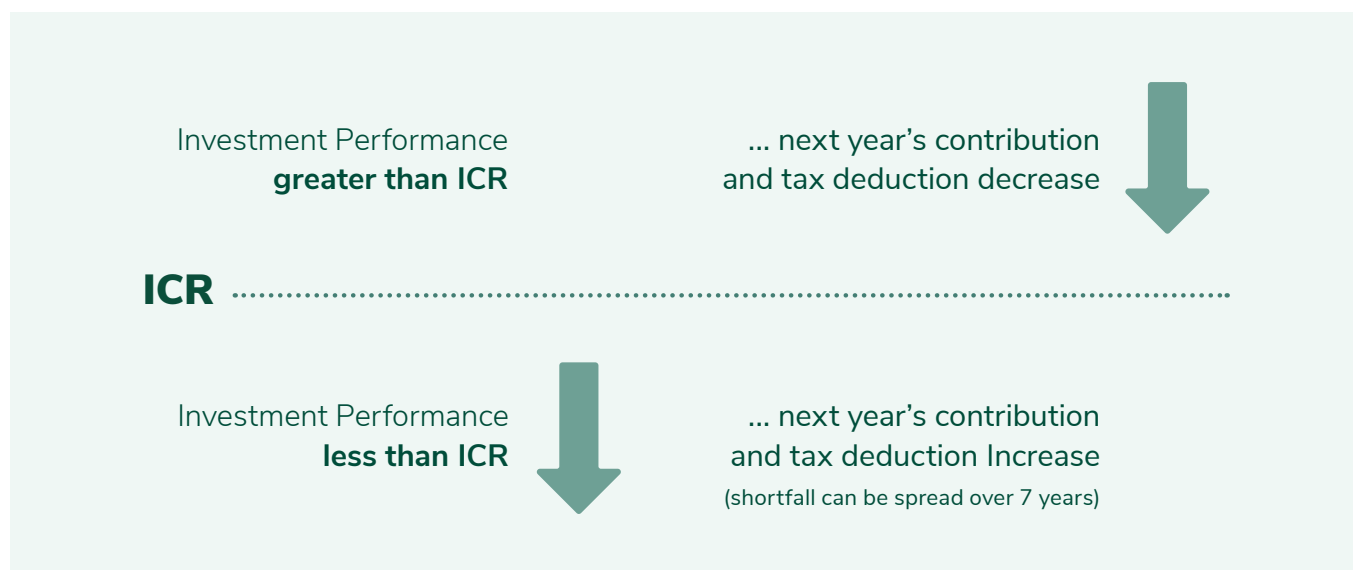 Investment Performance
greater than ICR
... next year’s contribution
and tax deduction decrease
ICR
Investment Performance
less than ICR
... next year’s contribution
and tax deduction Increase
(shortfall can be spread over 7 years)